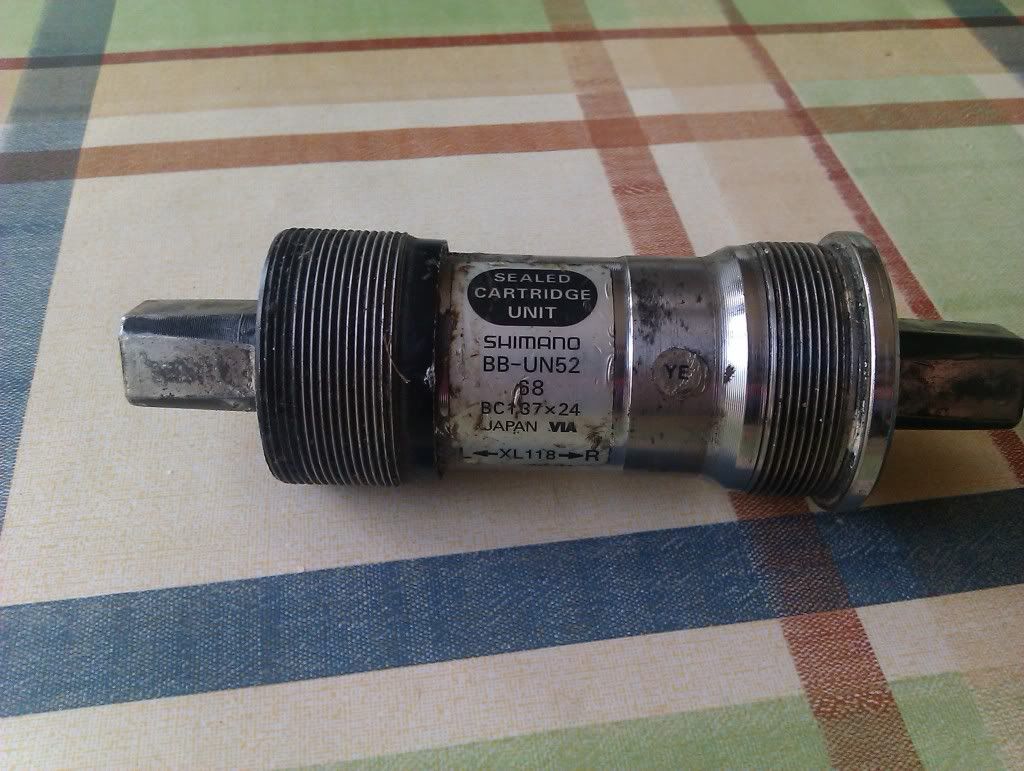 SEALED
CARTRIDGE
UNIT
SHIMANO
BB-UN52
68
BC1.37×24
JAPAN VIA
L ←XL118→ R
YE